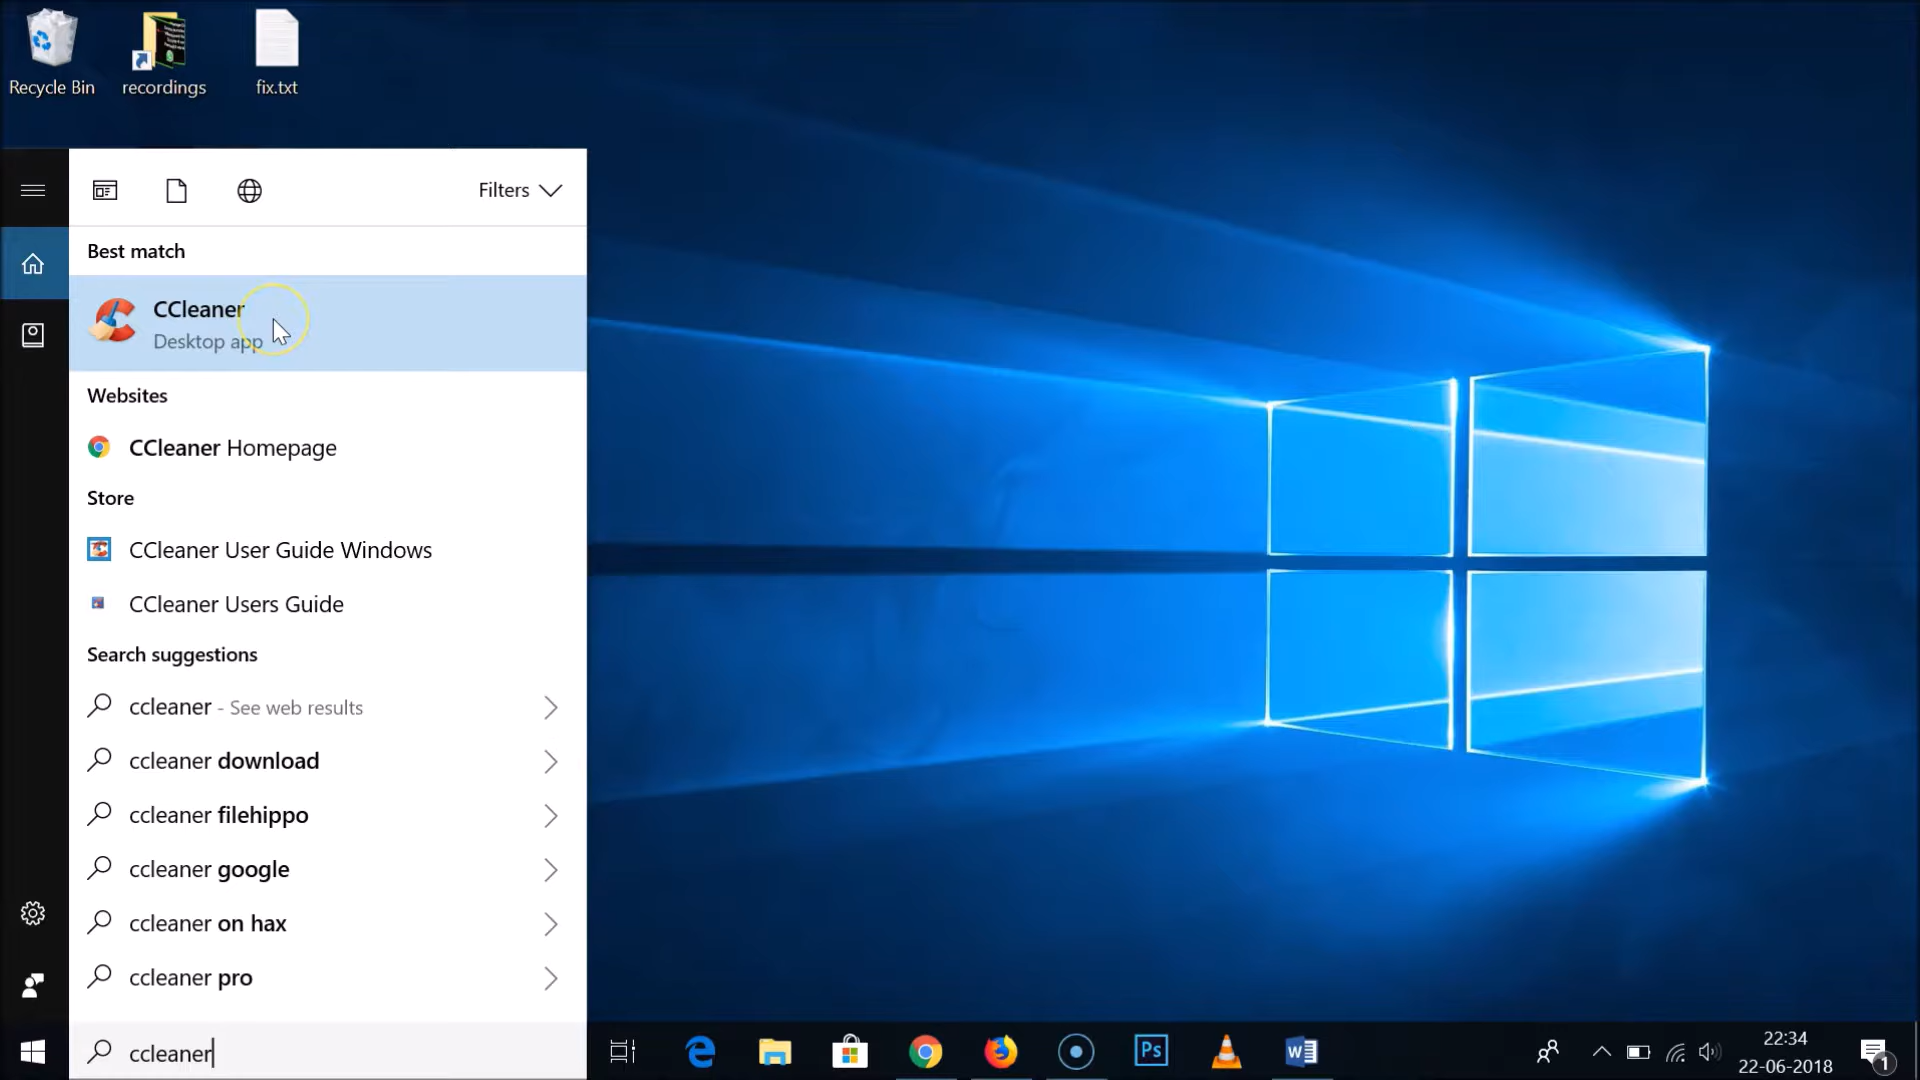 Recycle Bin
recordings
fix.txt
Filters
Best match
CCleaner
Desktop app
Websites
CCleaner Homepage
Store
CCleaner User Guide Windows
CCleaner Users Guide
Search suggestions
ccleaner - See web results
ccleaner download
ccleaner filehippo
ccleaner google
ccleaner on hax
ccleaner pro
ccleaner
Ps
W
22:34
22-06-2018
1